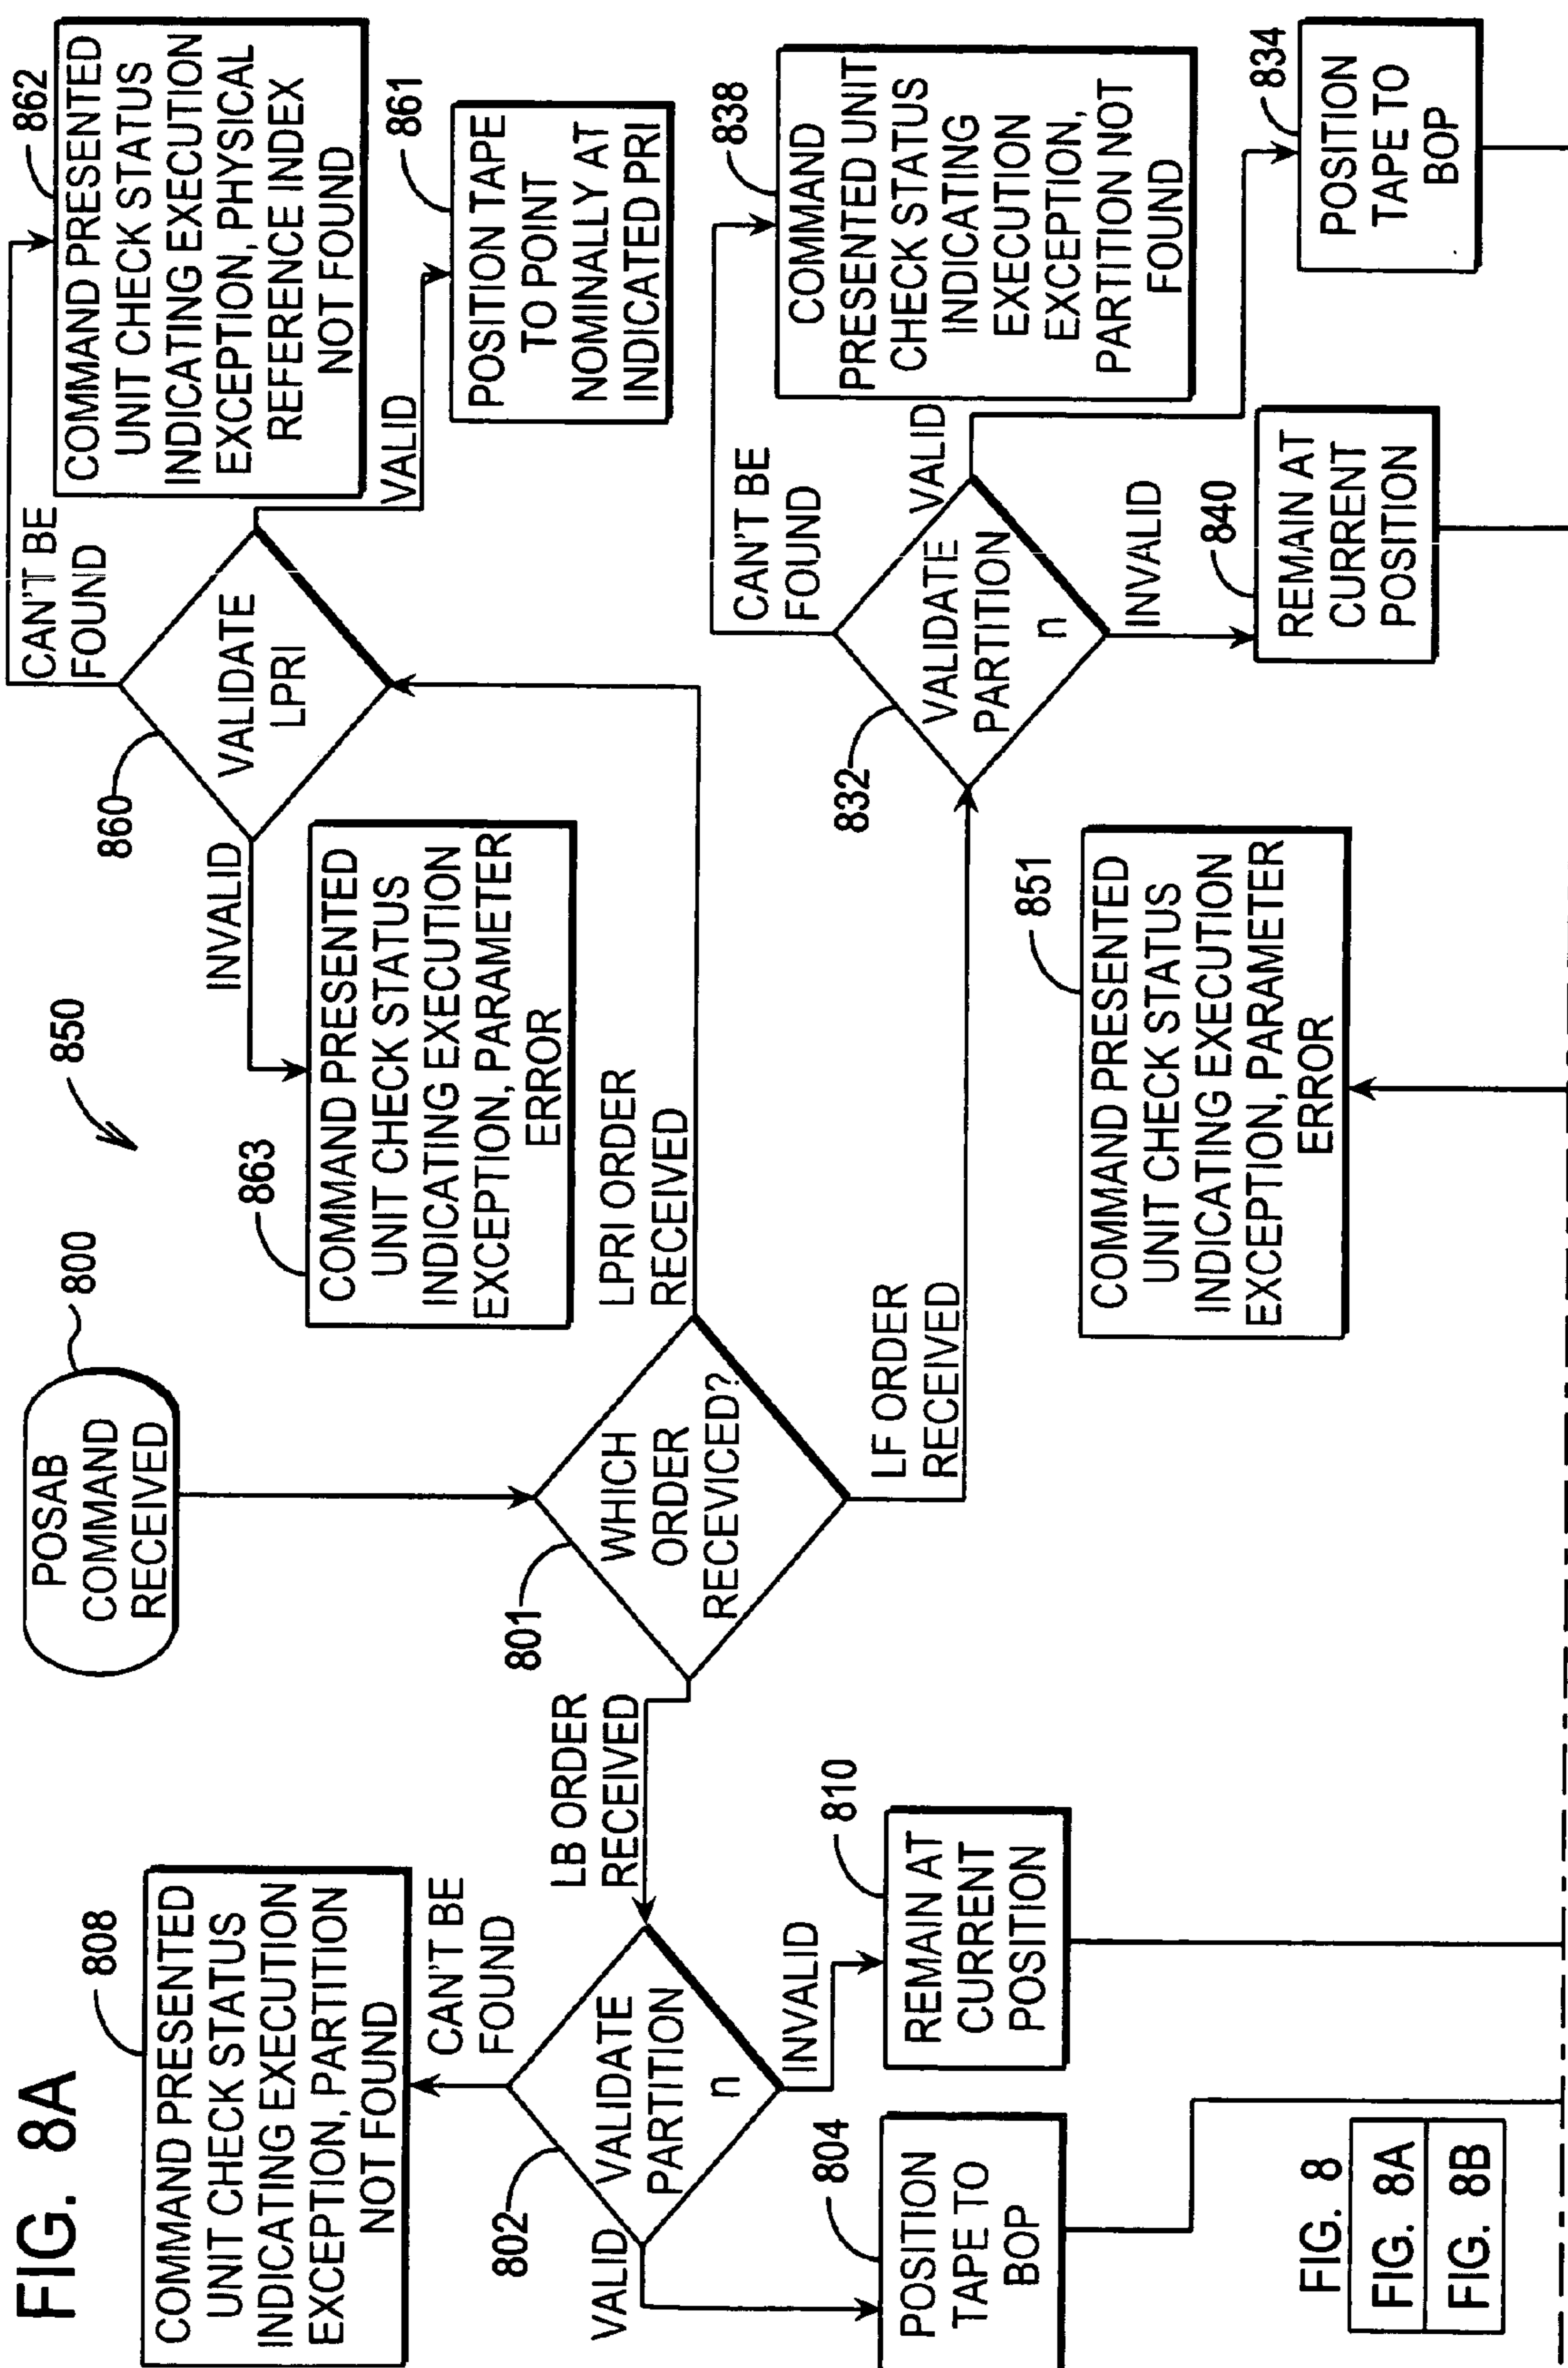 FIG. 8A
POSAB
COMMAND
RECEIVED
800
850
862
COMMAND PRESENTED
UNIT CHECK STATUS
INDICATING EXECUTION
EXCEPTION, PHYSICAL
REFERENCE INDEX
NOT FOUND
CAN'T BE
FOUND
860
VALIDATE
LPRI
VALID
861
POSITION TAPE
TO POINT
NOMINALLY AT
INDICATED PRI
INVALID
863
COMMAND PRESENTED
UNIT CHECK STATUS
INDICATING EXECUTION
EXCEPTION, PARAMETER
ERROR
808
COMMAND PRESENTED
UNIT CHECK STATUS
INDICATING EXECUTION
EXCEPTION, PARTITION
NOT FOUND
CAN'T BE
FOUND
LB ORDER
RECEIVED
801
WHICH
ORDER
RECEVICED?
LPRI ORDER
RECEIVED
LF ORDER
RECEIVED
802
VALIDATE
PARTITION
n
VALID
INVALID
804
POSITION
TAPE TO
BOP
810
REMAIN AT
CURRENT
POSITION
832
VALIDATE
PARTITION
n
CAN'T BE
FOUND
838
COMMAND
PRESENTED UNIT
CHECK STATUS
INDICATING
EXECUTION
EXCEPTION,
PARTITION NOT
FOUND
VALID
INVALID
834
POSITION
TAPE TO
BOP
840
REMAIN AT
CURRENT
POSITION
851
COMMAND PRESENTED
UNIT CHECK STATUS
INDICATING EXECUTION
EXCEPTION, PARAMETER
ERROR
FIG. 8
FIG. 8A
FIG. 8B